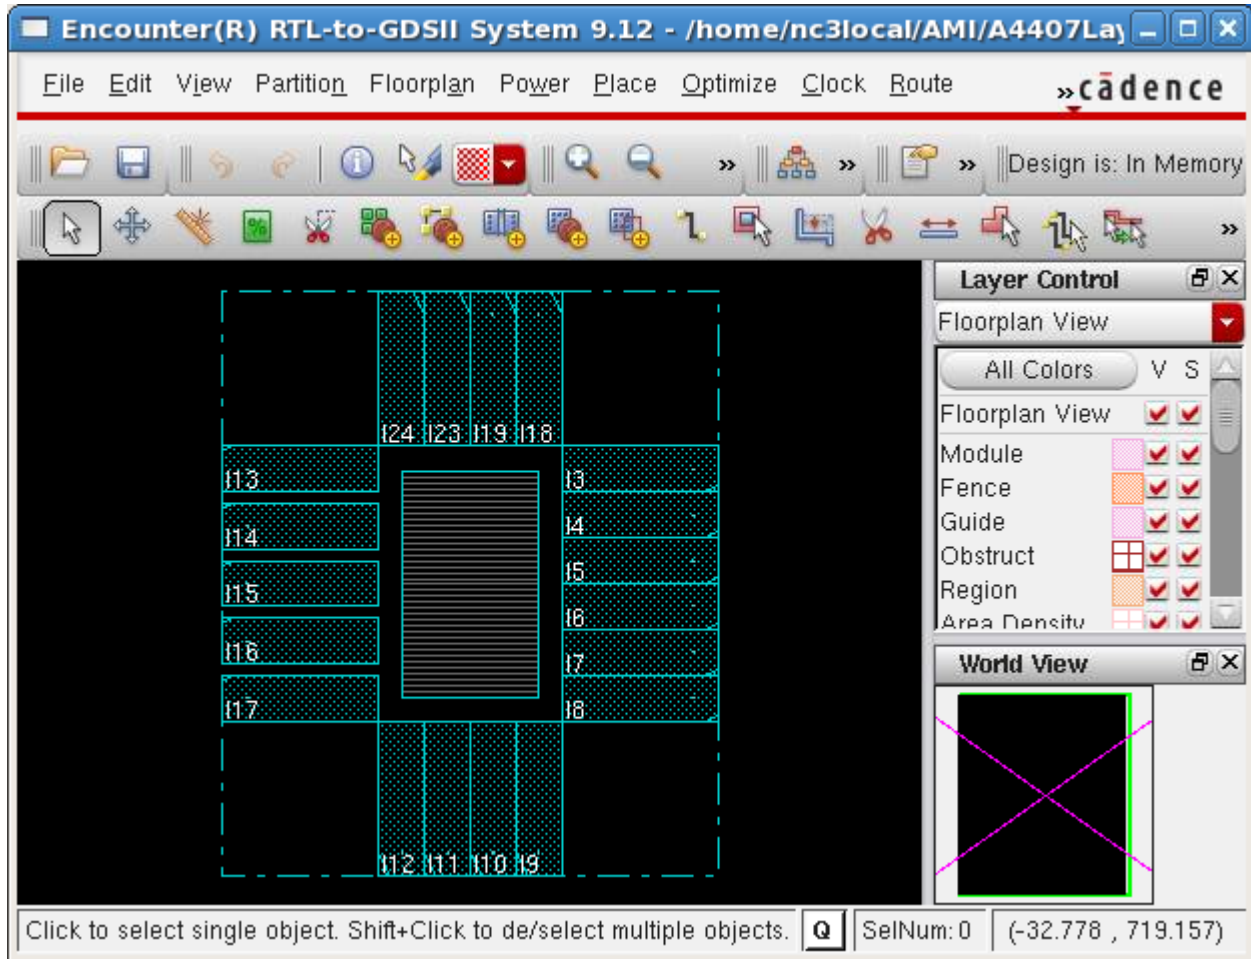 Encounter(R) RTL-to-GDSII System 9.12 - /home/nc3local/AMI/A4407Lay
File Edit View Partition Floorplan Power Place Optimize Clock Route » cādence
» » » Design is: In Memory
»
Layer Control
Floorplan View
All Colors V S
Floorplan View
Module
Fence
Guide
Obstruct
Region
Area Density
World View
I24 I23 I19 I18
I13 I3
I14 I4
I15 I5
I16 I6
I17 I7
I8
I12 I11 I10 I9
Click to select single object. Shift+Click to de/select multiple objects. Q SelNum: 0 (-32.778 , 719.157)